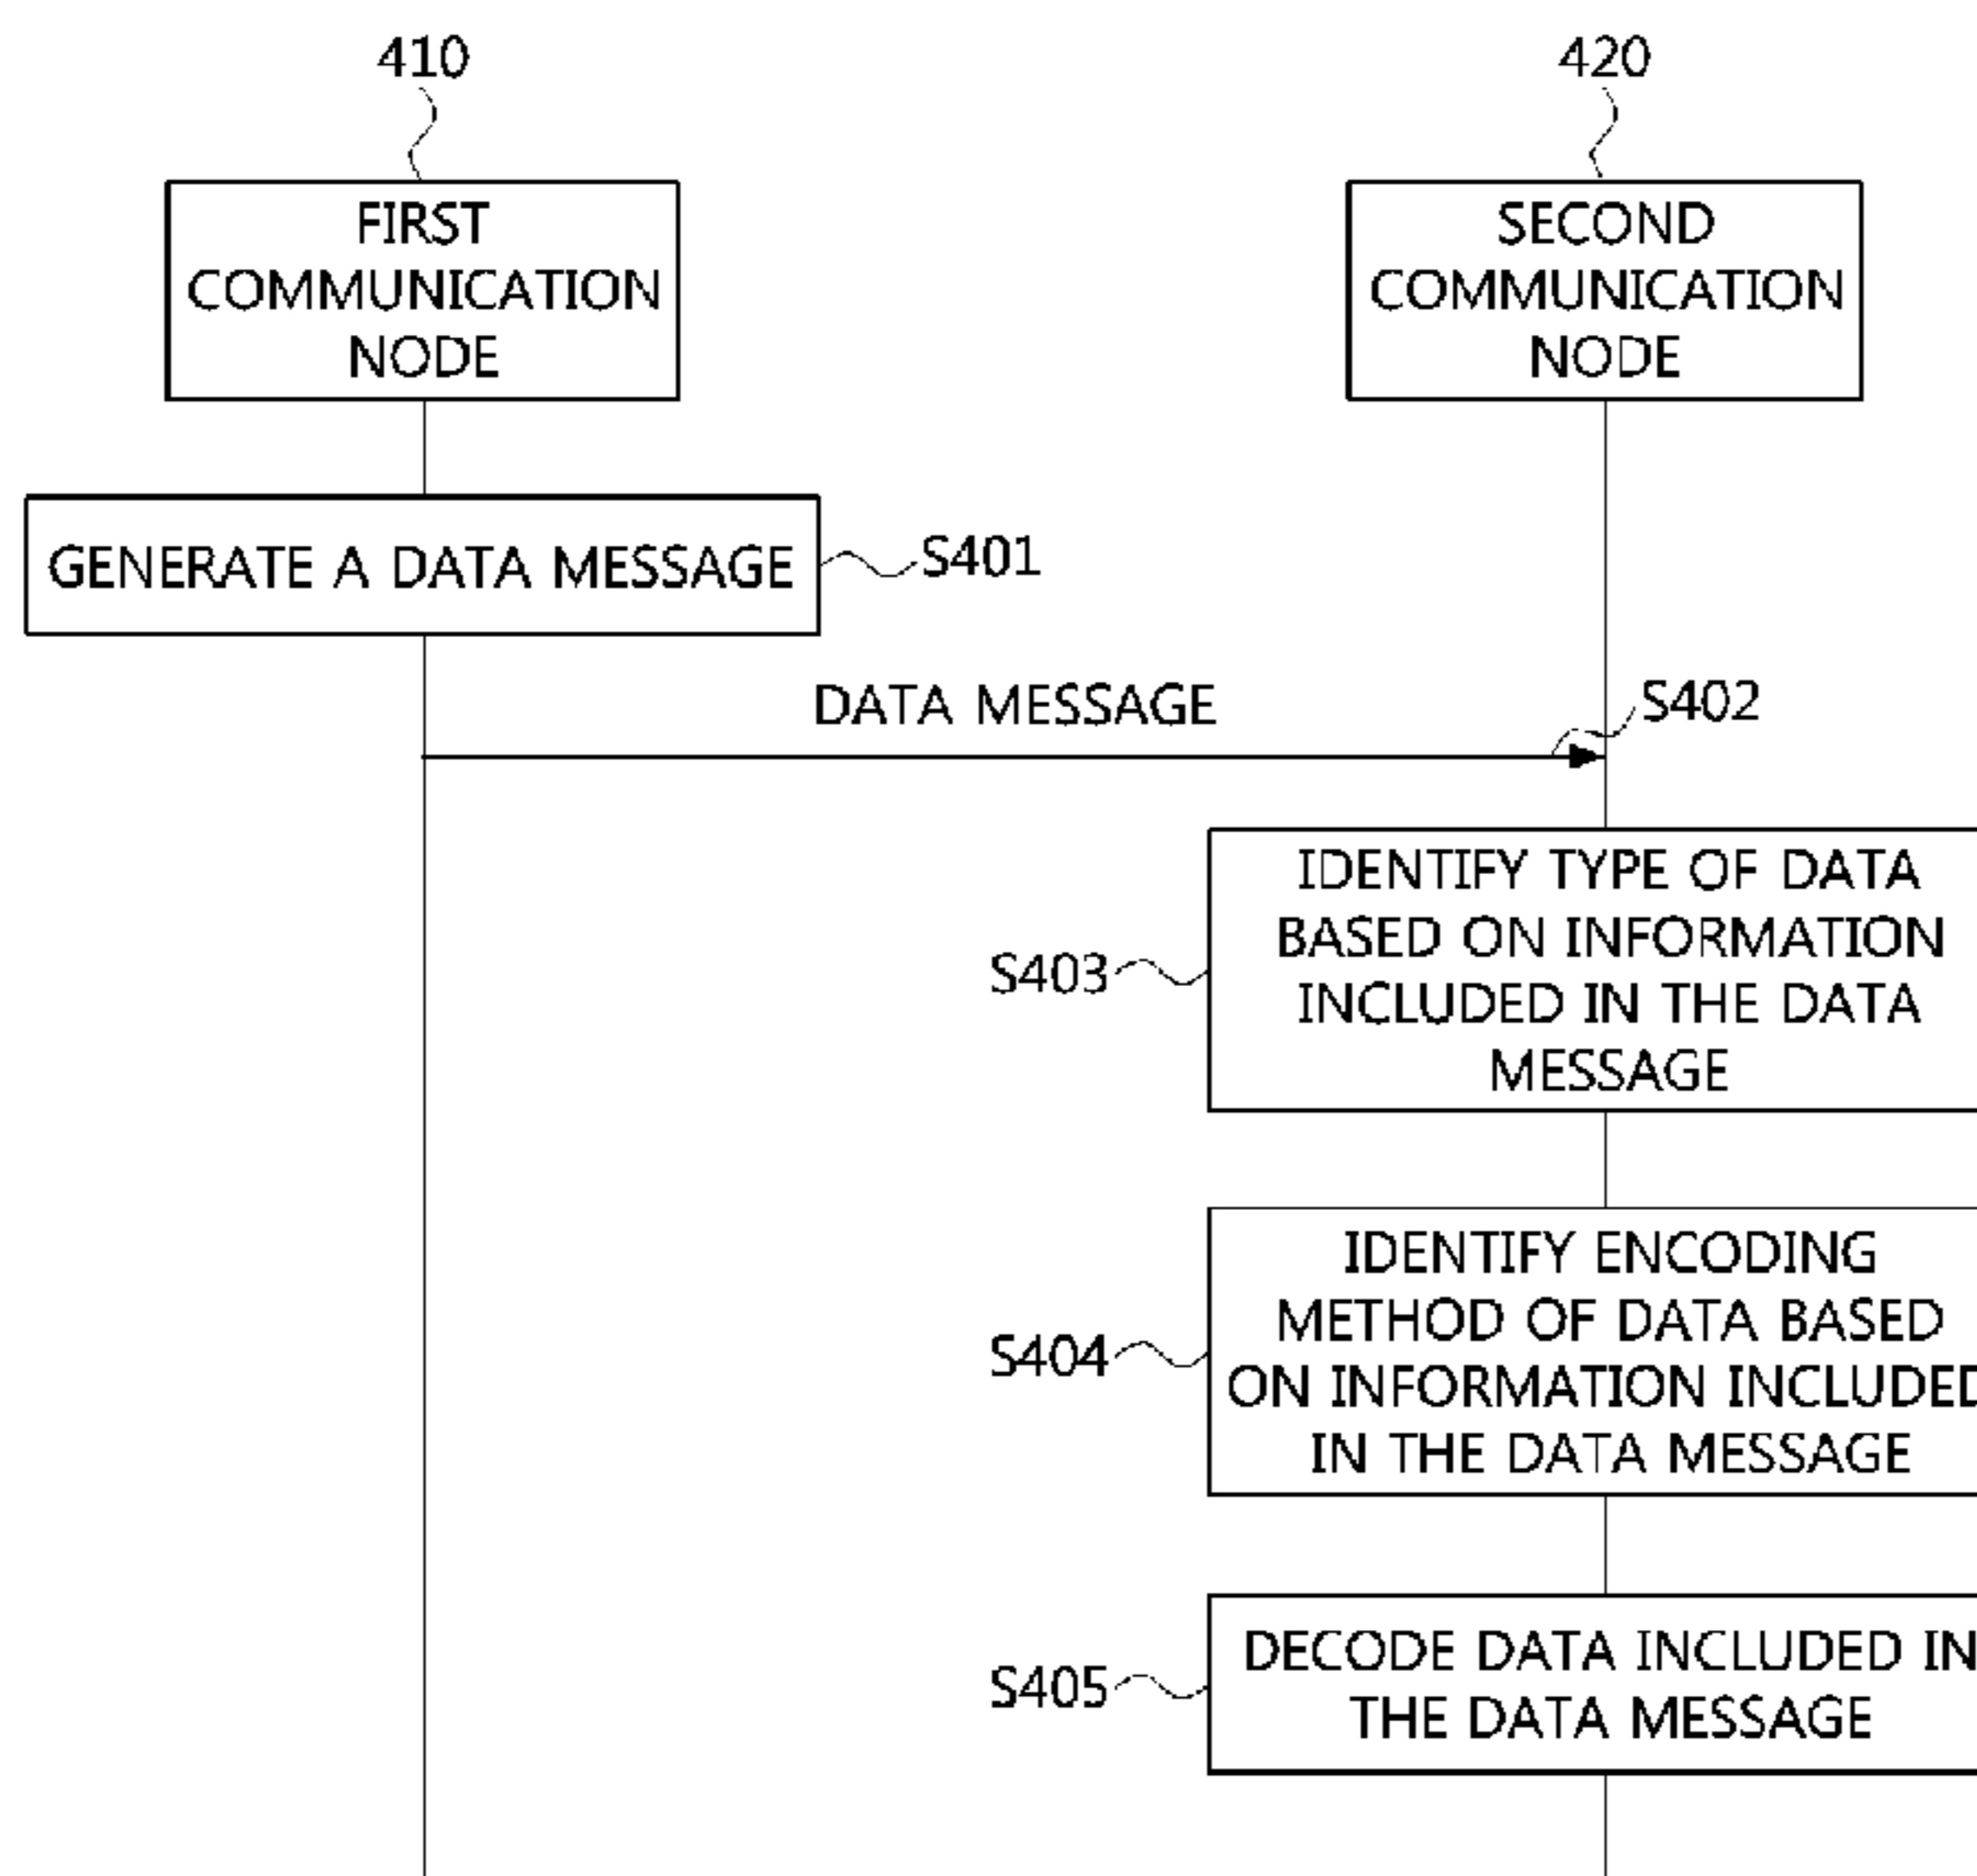 410
420
FIRST
COMMUNICATION
NODE
SECOND
COMMUNICATION
NODE
GENERATE A DATA MESSAGE
S401
DATA MESSAGE
S402
IDENTIFY TYPE OF DATA
BASED ON INFORMATION
INCLUDED IN THE DATA
MESSAGE
S403
IDENTIFY ENCODING
METHOD OF DATA BASED
ON INFORMATION INCLUDED
IN THE DATA MESSAGE
S404
DECODE DATA INCLUDED IN
THE DATA MESSAGE
S405